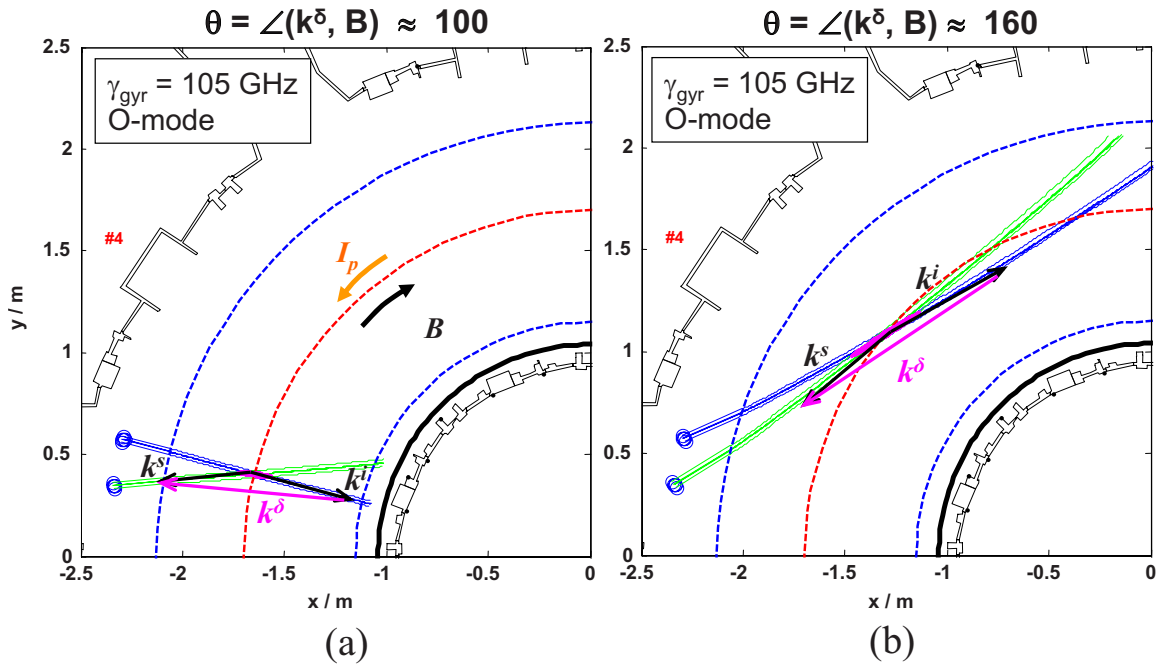 θ = ∠(k^δ, B) ≈ 100
γ_gyr = 105 GHz
O-mode
#4
I_p
B
k^s
k^i
k^δ
y / m
2.5
2
1.5
1
0.5
0
-2.5
-2
-1.5
-1
-0.5
0
x / m
(a)
θ = ∠(k^δ, B) ≈ 160
γ_gyr = 105 GHz
O-mode
#4
k^i
k^s
k^δ
2.5
2
1.5
1
0.5
0
-2.5
-2
-1.5
-1
-0.5
0
x / m
(b)